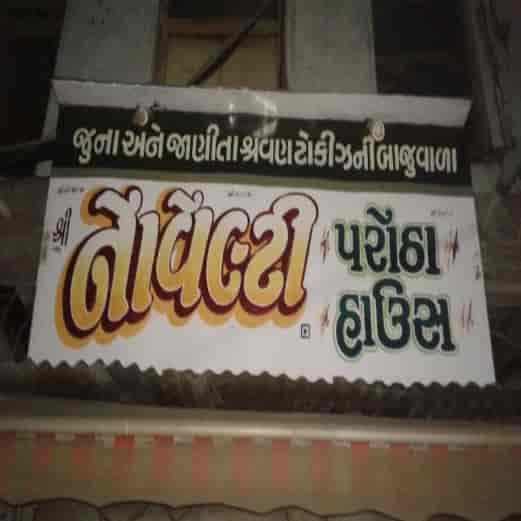 જુના અને જાણીતા શ્રવણ ટોકીઝની બાજુવાળા
શ્રી નૉવેલ્ટી
પરોંઠા
હાઉસ